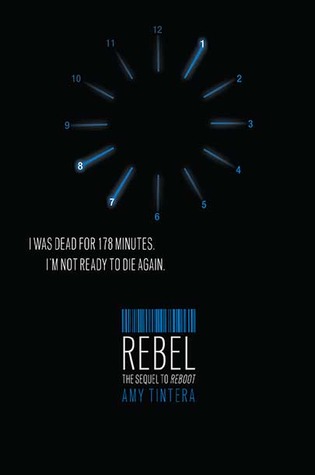 12
11
1
10
2
9
3
8
4
7
5
6
I WAS DEAD FOR 178 MINUTES.
I'M NOT READY TO DIE AGAIN.
REBEL
THE SEQUEL TO REBOOT
AMY TINTERA